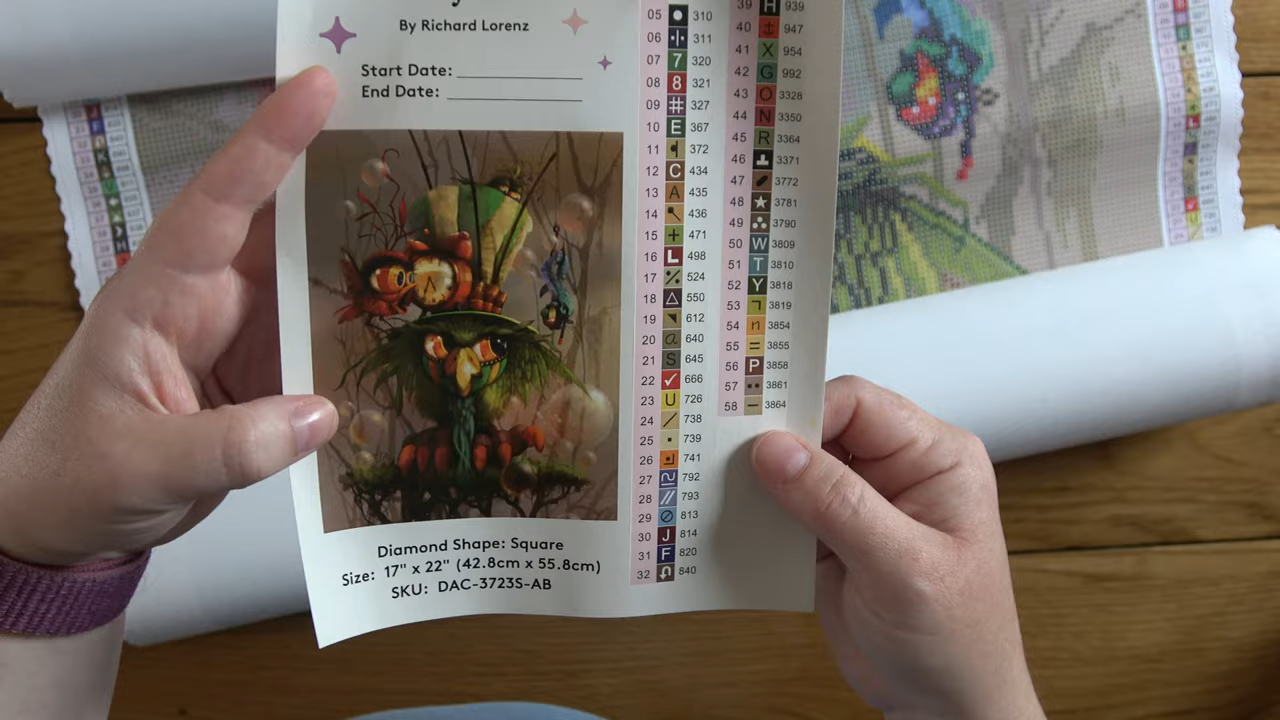 By Richard Lorenz
Start Date:
End Date:
Diamond Shape: Square
Size: 17" x 22" (42.8cm x 55.8cm)
SKU: DAC-3723S-AB
05 ● 310
06 311
07 7 320
08 8 321
09 # 327
10 E 367
11 372
12 C 434
13 A 435
14 436
15 + 471
16 L 498
17 524
18 △ 550
19 612
20 a 640
21 S 645
22 ✓ 666
23 U 726
24 / 738
25 • 739
26 741
27 792
28 // 793
29 ⊘ 813
30 J 814
31 F 820
32 840
39 H 939
40 947
41 X 954
42 G 992
43 O 3328
44 N 3350
45 R 3364
46 3371
47 3772
48 ★ 3781
49 3790
50 W 3809
51 T 3810
52 Y 3818
53 3819
54 n 3854
55 = 3855
56 P 3858
57 •• 3861
58 – 3864